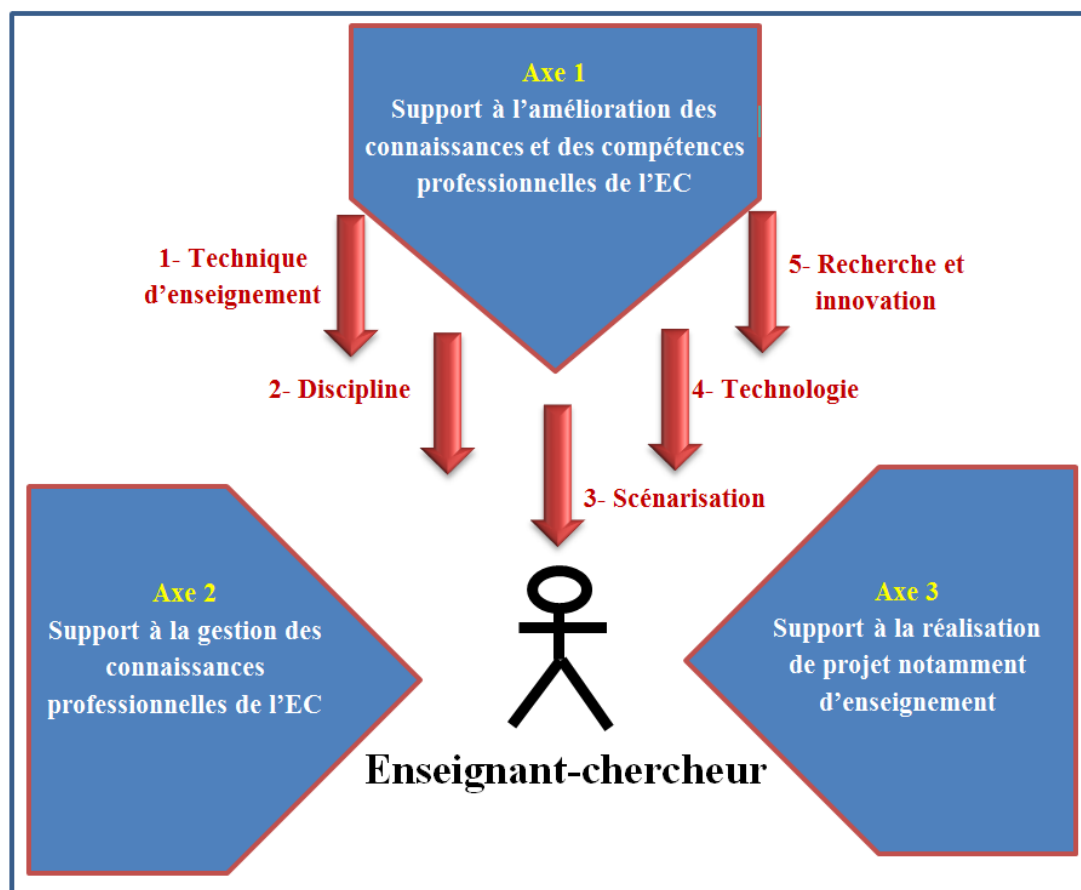 Axe 1
Support à l’amélioration des
connaissances et des compétences
professionnelles de l’EC
1- Technique
d’enseignement
5- Recherche et
innovation
2- Discipline
4- Technologie
3- Scénarisation
Axe 2
Support à la gestion des
connaissances
professionnelles de l’EC
Axe 3
Support à la réalisation
de projet notamment
d’enseignement
Enseignant-chercheur